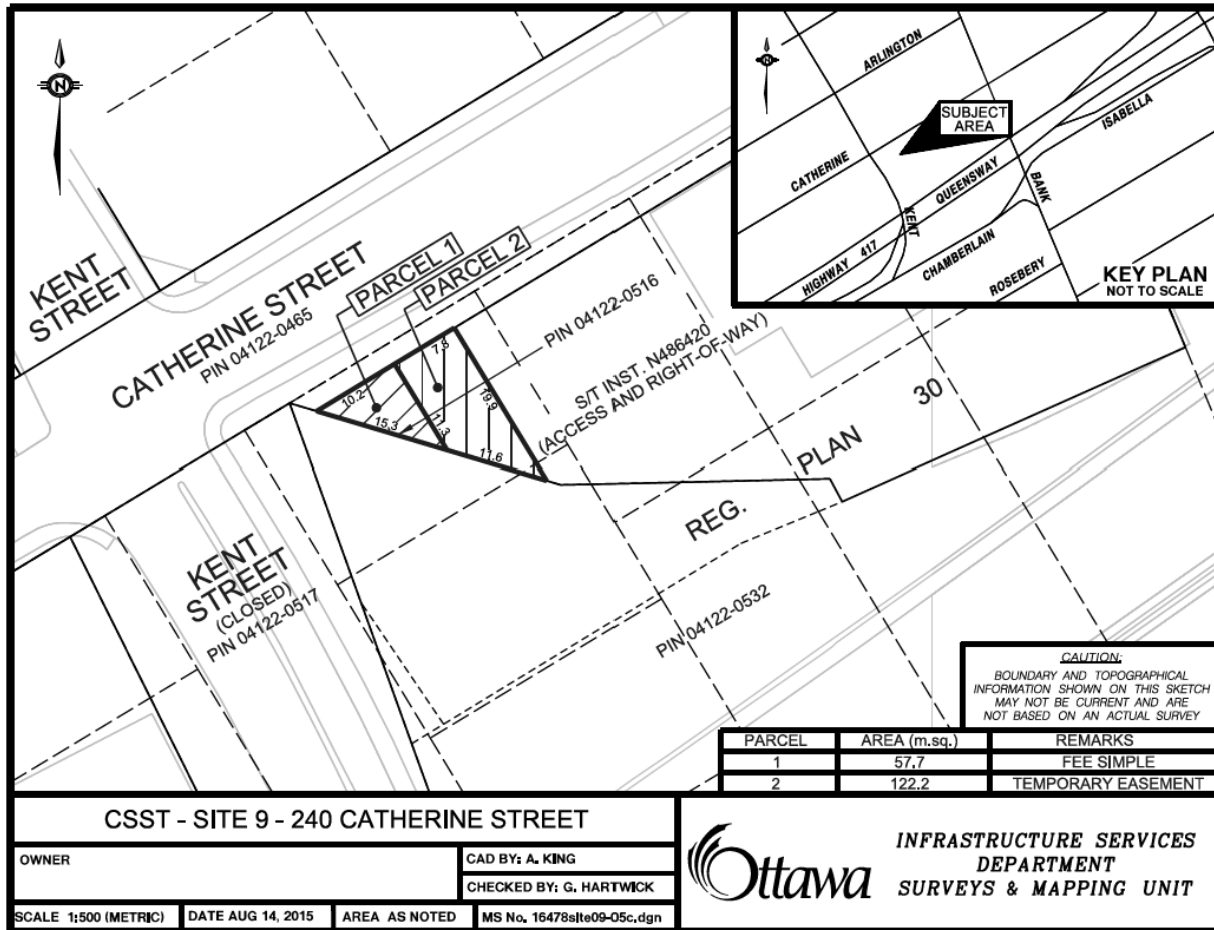 N
KENT
STREET
CATHERINE STREET
PIN 04122-0465
PARCEL 1
PARCEL 2
10.2
7.8
15.3
11.3
19.9
11.6
PIN 04122-0516
S/T INST. N486420
(ACCESS AND RIGHT-OF-WAY)
REG.
PLAN
30
KENT
STREET
(CLOSED)
PIN 04122-0517
PIN 04122-0532
N
ARLINGTON
SUBJECT
AREA
ISABELLA
CATHERINE
QUEENSWAY
BANK
KENT
HIGHWAY 417
CHAMBERLAIN
ROSEBERY
KEY PLAN
NOT TO SCALE
CAUTION:
BOUNDARY AND TOPOGRAPHICAL
INFORMATION SHOWN ON THIS SKETCH
MAY NOT BE CURRENT AND ARE
NOT BASED ON AN ACTUAL SURVEY
PARCEL AREA (m.sq.) REMARKS
1 57.7 FEE SIMPLE
2 122.2 TEMPORARY EASEMENT
CSST - SITE 9 - 240 CATHERINE STREET
OWNER
CAD BY: A. KING
CHECKED BY: G. HARTWICK
SCALE 1:500 (METRIC) DATE AUG 14, 2015 AREA AS NOTED MS No. 16478site09-05c.dgn
Ottawa
INFRASTRUCTURE SERVICES
DEPARTMENT
SURVEYS & MAPPING UNIT